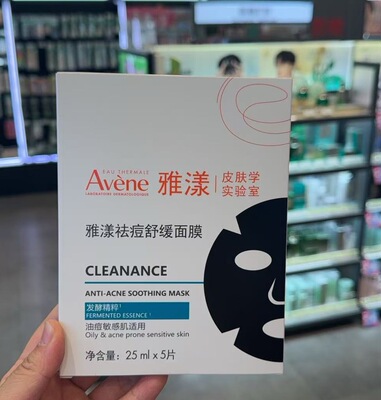 EAU THERMALE
Avène
LABORATOIRE DERMATOLOGIQUE
雅漾
皮肤学
实验室
雅漾祛痘舒缓面膜
CLEANANCE
ANTI-ACNE SOOTHING MASK
发酵精粹¹
FERMENTED ESSENCE ¹
油痘敏感肌适用
Oily & acne prone sensitive skin
净含量: 25 ml x 5片